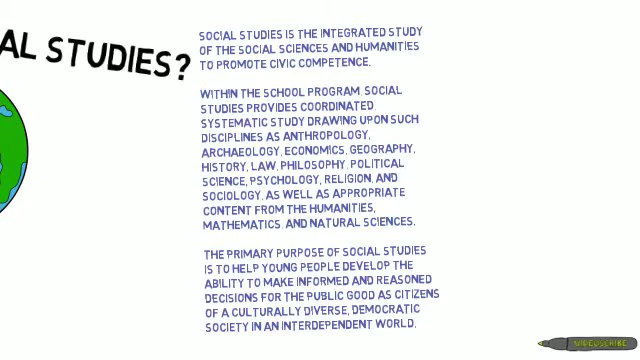 AL STUDIES?
SOCIAL STUDIES IS THE INTEGRATED STUDY
OF THE SOCIAL SCIENCES AND HUMANITIES
TO PROMOTE CIVIC COMPETENCE.
WITHIN THE SCHOOL PROGRAM, SOCIAL
STUDIES PROVIDES COORDINATED,
SYSTEMATIC STUDY DRAWING UPON SUCH
DISCIPLINES AS ANTHROPOLOGY,
ARCHAEOLOGY, ECONOMICS, GEOGRAPHY,
HISTORY, LAW, PHILOSOPHY, POLITICAL
SCIENCE, PSYCHOLOGY, RELIGION, AND
SOCIOLOGY, AS WELL AS APPROPRIATE
CONTENT FROM THE HUMANITIES,
MATHEMATICS, AND NATURAL SCIENCES.
THE PRIMARY PURPOSE OF SOCIAL STUDIES
IS TO HELP YOUNG PEOPLE DEVELOP THE
ABILITY TO MAKE INFORMED AND REASONED
DECISIONS FOR THE PUBLIC GOOD AS CITIZENS
OF A CULTURALLY DIVERSE, DEMOCRATIC
SOCIETY IN AN INTERDEPENDENT WORLD.
VIDEOSCRIBE